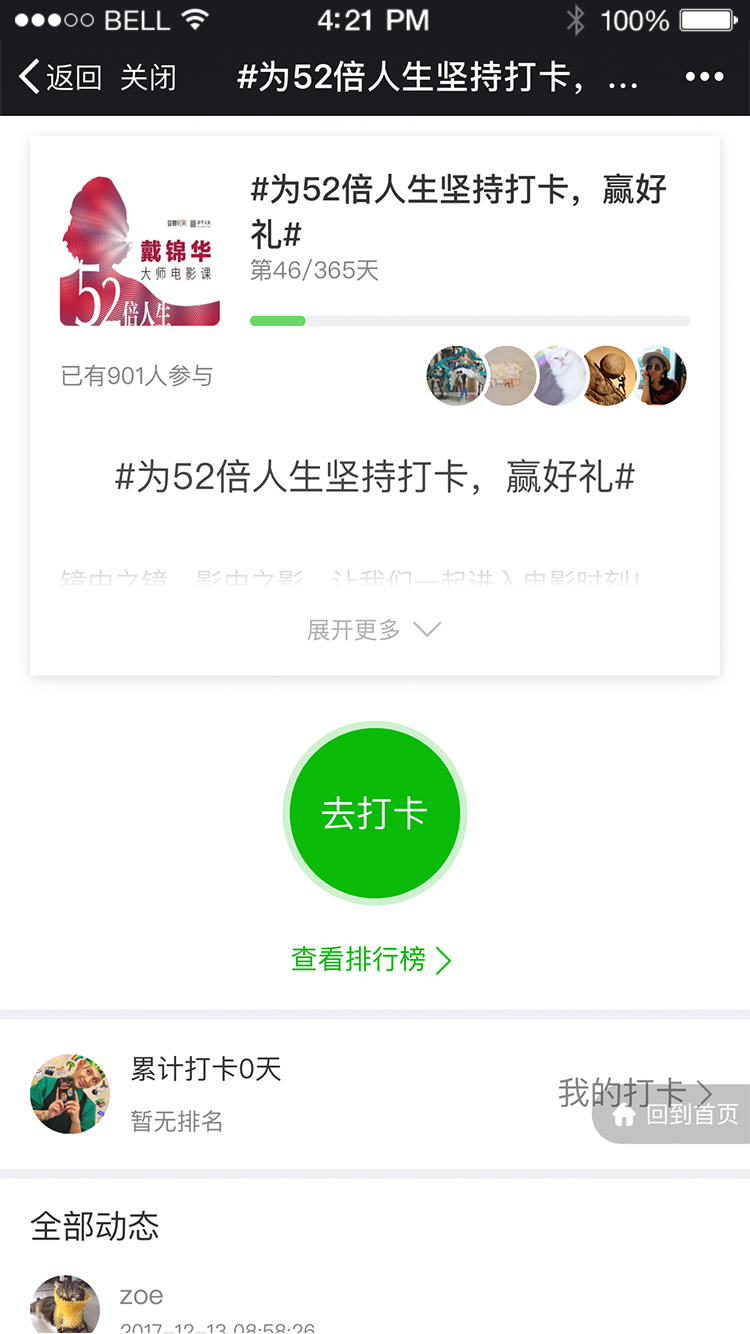 BELL 4:21 PM 100%
返回 关闭 #为52倍人生坚持打卡，...
戴锦华
大师电影课
52倍人生
#为52倍人生坚持打卡，赢好
礼#
第46/365天
已有901人参与
#为52倍人生坚持打卡，赢好礼#
镜中之镜，影中之影，让我们一起进入电影时刻!
展开更多
去打卡
查看排行榜
累计打卡0天
暂无排名
我的打卡
回到首页
全部动态
zoe
2017-12-13 08:58:26